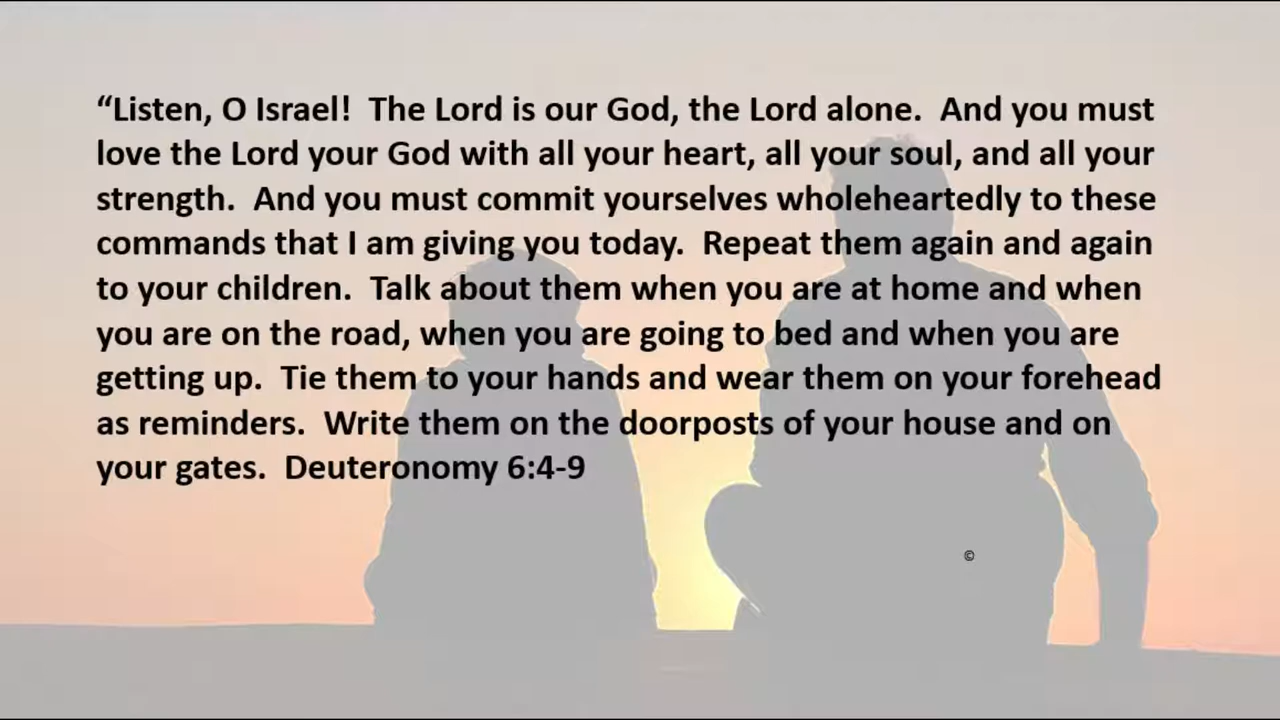 “Listen, O Israel!  The Lord is our God, the Lord alone.  And you must
love the Lord your God with all your heart, all your soul, and all your
strength.  And you must commit yourselves wholeheartedly to these
commands that I am giving you today.  Repeat them again and again
to your children.  Talk about them when you are at home and when
you are on the road, when you are going to bed and when you are
getting up.  Tie them to your hands and wear them on your forehead
as reminders.  Write them on the doorposts of your house and on
your gates.  Deuteronomy 6:4-9
©